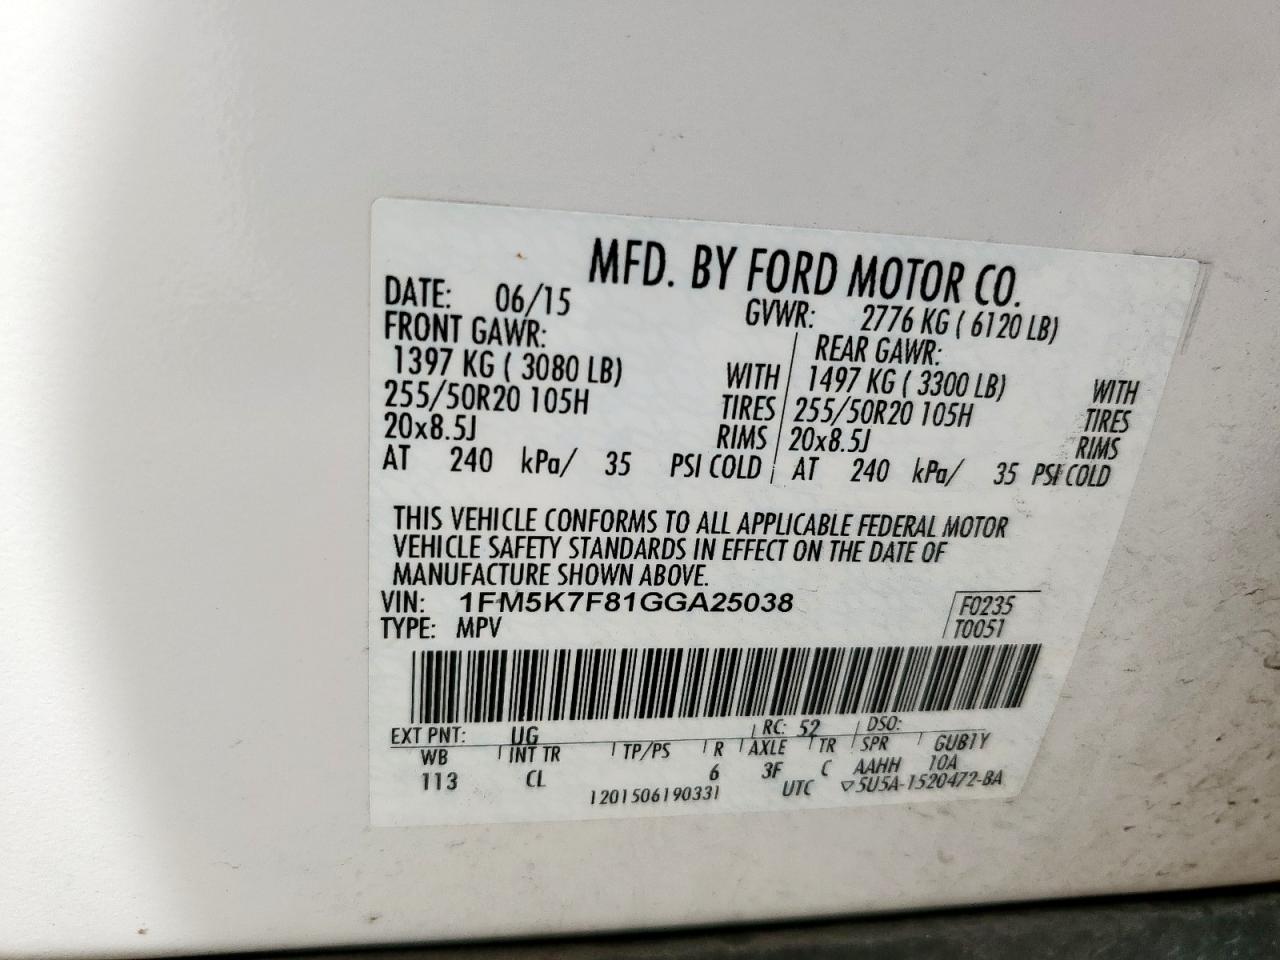 MFD. BY FORD MOTOR CO.
DATE: 06/15 GVWR: 2776 KG ( 6120 LB)
FRONT GAWR: REAR GAWR:
1397 KG ( 3080 LB) WITH 1497 KG ( 3300 LB) WITH
255/50R20 105H TIRES 255/50R20 105H TIRES
20x8.5J RIMS 20x8.5J RIMS
AT 240 kPa/ 35 PSI COLD AT 240 kPa/ 35 PSI COLD
THIS VEHICLE CONFORMS TO ALL APPLICABLE FEDERAL MOTOR
VEHICLE SAFETY STANDARDS IN EFFECT ON THE DATE OF
MANUFACTURE SHOWN ABOVE.
VIN: 1FM5K7F81GGA25038 F0235
TYPE: MPV T0051
EXT PNT: UG RC: 52 DSO:
WB INT TR TP/PS R AXLE TR SPR GUB1Y
113 CL 6 3F C AAHH 10A
1201506190331 UTC ▽5U5A-1520472-BA